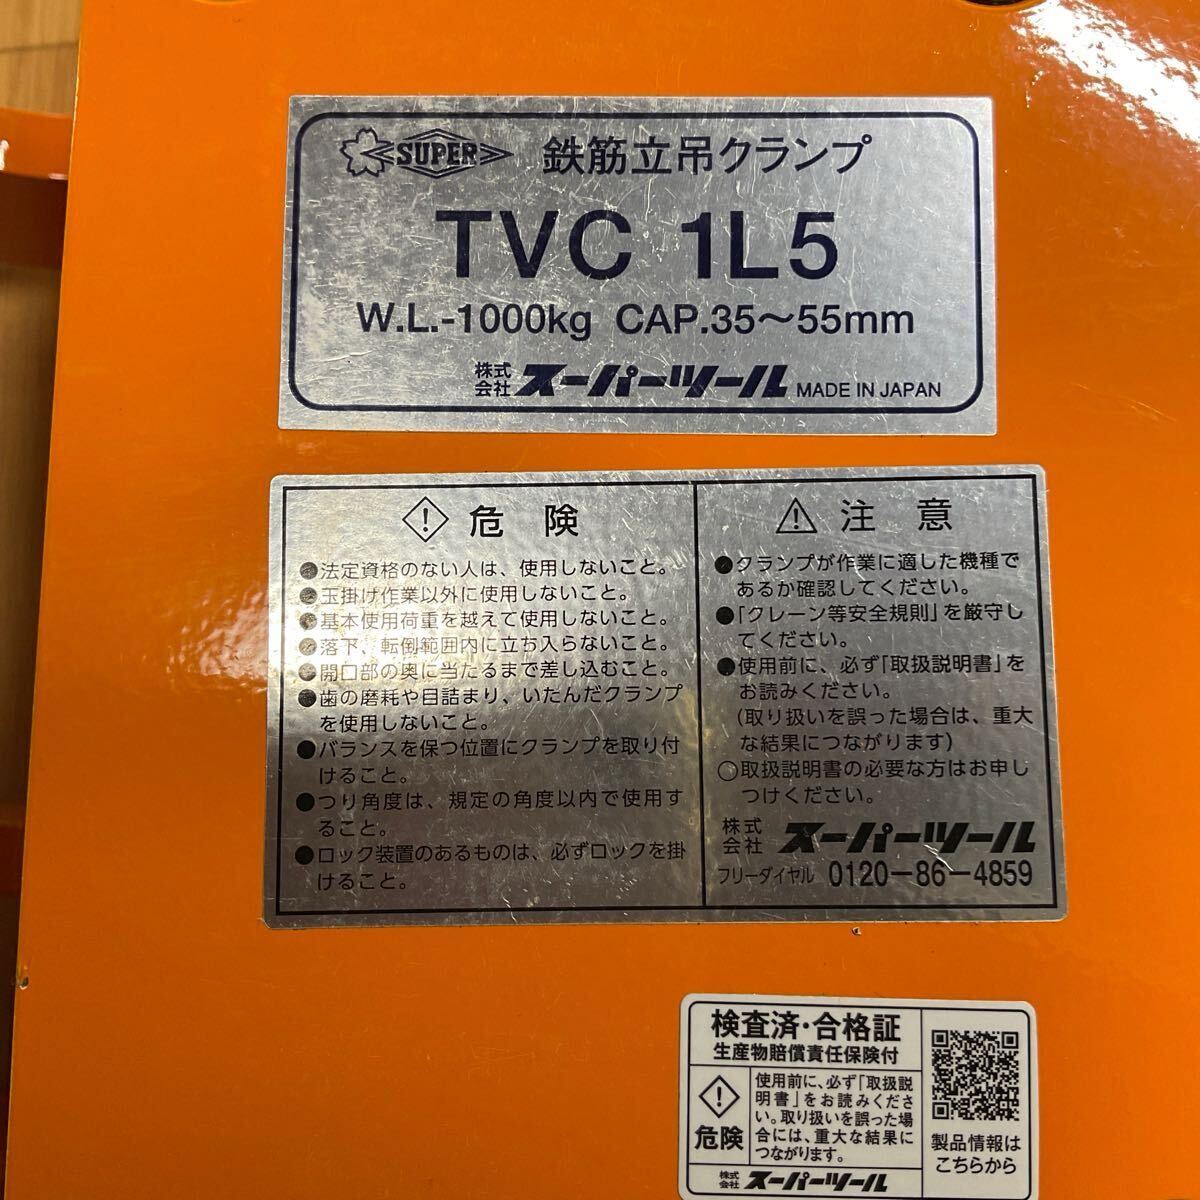 SUPER 鉄筋立吊クランプ
TVC 1L5
W.L.-1000kg CAP.35～55mm
株式会社 スーパーツール MADE IN JAPAN
危 険
●法定資格のない人は、使用しないこと。
●玉掛け作業以外に使用しないこと。
●基本使用荷重を越えて使用しないこと。
●落下、転倒範囲内に立ち入らないこと。
●開口部の奥に当たるまで差し込むこと。
●歯の磨耗や目詰まり、いたんだクランプ
を使用しないこと。
●バランスを保つ位置にクランプを取り付
けること。
●つり角度は、規定の角度以内で使用す
ること。
●ロック装置のあるものは、必ずロックを掛
けること。
注 意
●クランプが作業に適した機種で
あるか確認してください。
●「クレーン等安全規則」を厳守し
てください。
●使用前に、必ず「取扱説明書」を
お読みください。
(取り扱いを誤った場合は、重大
な結果につながります)
○取扱説明書の必要な方はお申し
つけください。
株式会社 スーパーツール
フリーダイヤル 0120-86-4859
検査済・合格証
生産物賠償責任保険付
危険
使用前に、必ず「取扱説
明書」をお読みくださ
い。取り扱いを誤った場
合には、重大な結果に
つながります。
株式会社 スーパーツール
製品情報は
こちらから